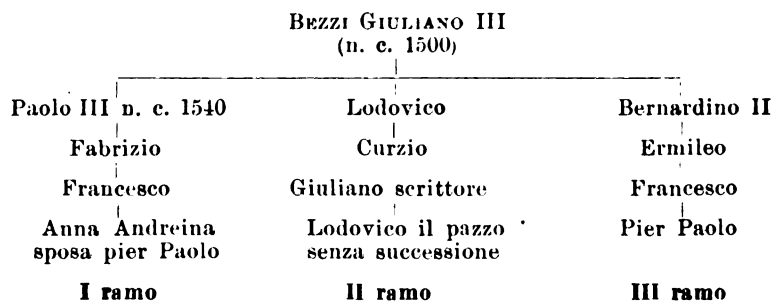 BEZZI GIULIANO III
(n. c. 1500)
Paolo III n. c. 1540 Lodovico Bernardino II
Fabrizio Curzio Ermileo
Francesco Giuliano scrittore Francesco
Anna Andreina Lodovico il pazzo Pier Paolo
sposa pier Paolo senza successione
I ramo II ramo III ramo